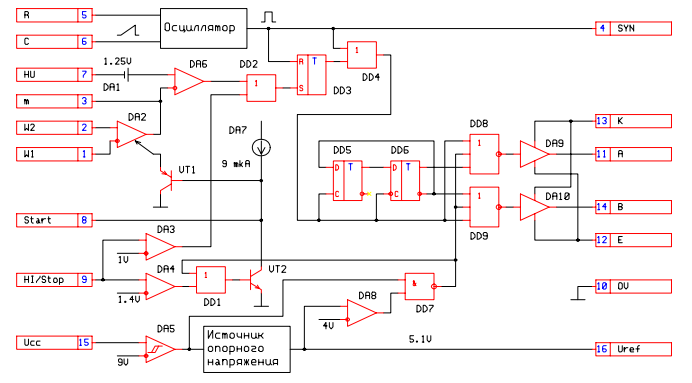 R 5
Осциллятор
4 SYN
C 6
1.25V
DA6
DD2
1
R T
S
DD3
1
DD4
HU 7
DA1
1
m 3
DA2
DA7
W2 2
DD8
13 K
W1 1
9 mkA
DD5
DD6
1
DA9
11 A
VT1
D T
C
D T
C
DA10
1
14 B
Start 8
DA3
DD9
12 E
1V
HI/Stop 9
DA4
1
VT2
1.4V
DD1
&
DA8
DD7
10 0V
Ucc 15
DA5
Источник
опорного
напряжения
4V
5.1V
9V
16 Uref